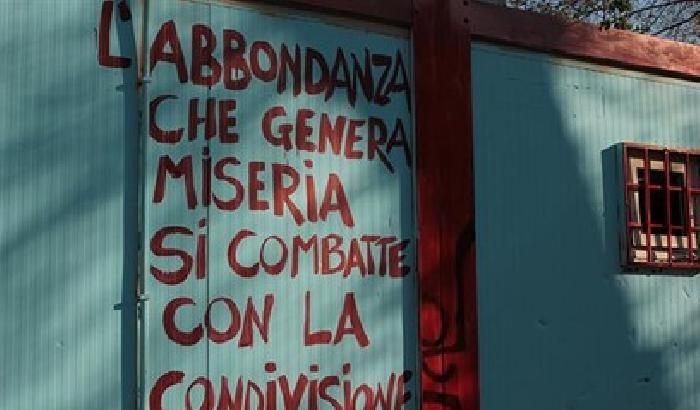 L'ABBONDANZA
CHE GENERA
MiSERiA
Si COMBATTE
CON LA
CONDIVISIONE